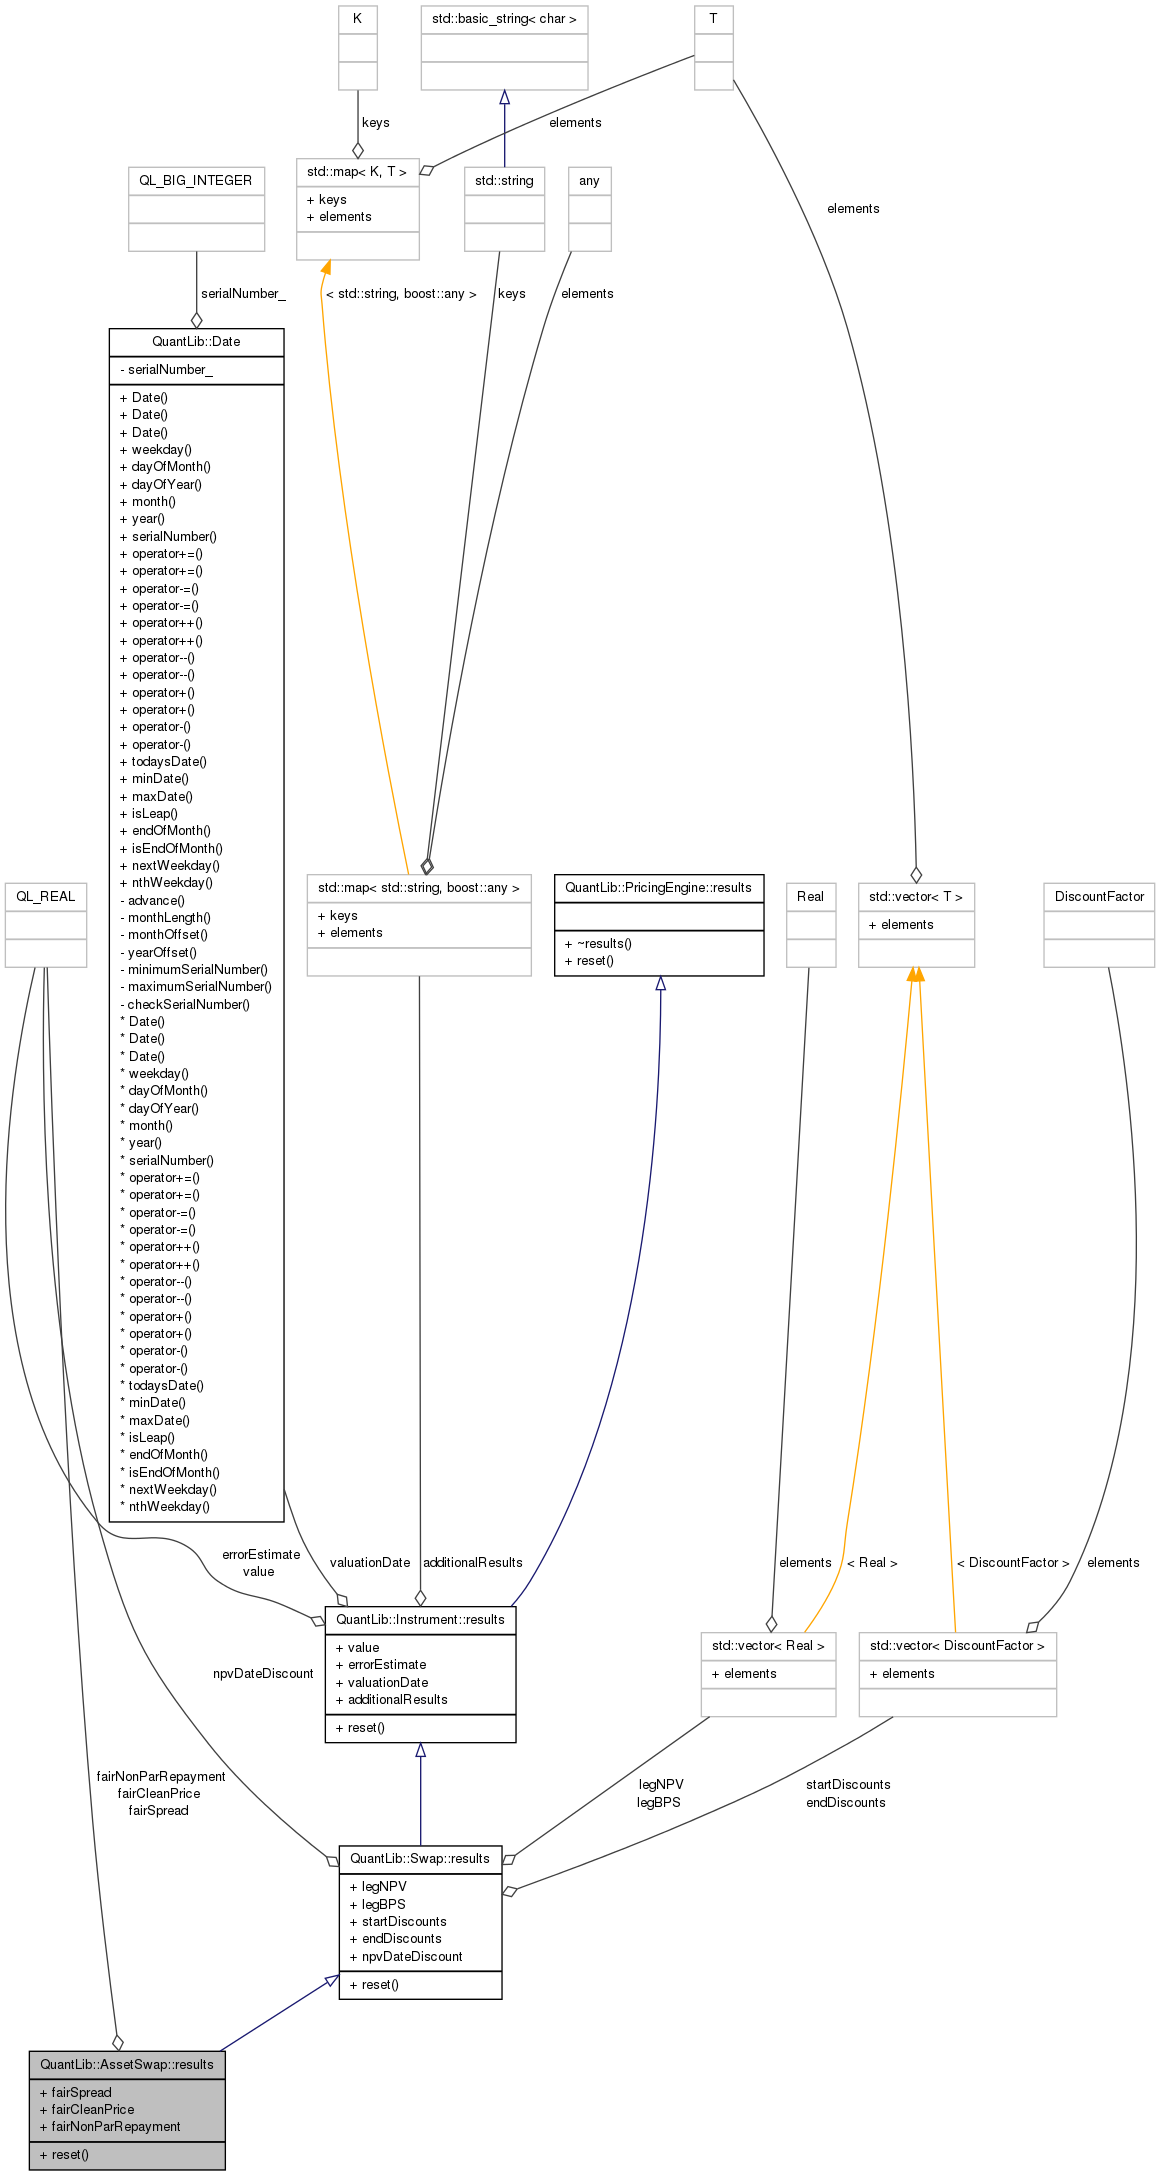 K
std::basic_string< char >
T
keys
elements
std::map< K, T >
+ keys
+ elements
QL_BIG_INTEGER
std::string
any
elements
serialNumber_
< std::string, boost::any >
keys
elements
QuantLib::Date
- serialNumber_
+ Date()
+ Date()
+ Date()
+ weekday()
+ dayOfMonth()
+ dayOfYear()
+ month()
+ year()
+ serialNumber()
+ operator+=()
+ operator+=()
+ operator-=()
+ operator-=()
+ operator++()
+ operator++()
+ operator--()
+ operator--()
+ operator+()
+ operator+()
+ operator-()
+ operator-()
+ todaysDate()
+ minDate()
+ maxDate()
+ isLeap()
+ endOfMonth()
+ isEndOfMonth()
+ nextWeekday()
+ nthWeekday()
- advance()
- monthLength()
- monthOffset()
- yearOffset()
- minimumSerialNumber()
- maximumSerialNumber()
- checkSerialNumber()
* Date()
* Date()
* Date()
* weekday()
* dayOfMonth()
* dayOfYear()
* month()
* year()
* serialNumber()
* operator+=()
* operator+=()
* operator-=()
* operator-=()
* operator++()
* operator++()
* operator--()
* operator--()
* operator+()
* operator+()
* operator-()
* operator-()
* todaysDate()
* minDate()
* maxDate()
* isLeap()
* endOfMonth()
* isEndOfMonth()
* nextWeekday()
* nthWeekday()
QL_REAL
std::map< std::string, boost::any >
+ keys
+ elements
QuantLib::PricingEngine::results
+ ~results()
+ reset()
Real
std::vector< T >
+ elements
DiscountFactor
errorEstimate
value
valuationDate
additionalResults
elements
< Real >
< DiscountFactor >
elements
QuantLib::Instrument::results
+ value
+ errorEstimate
+ valuationDate
+ additionalResults
+ reset()
std::vector< Real >
+ elements
std::vector< DiscountFactor >
+ elements
npvDateDiscount
fairNonParRepayment
fairCleanPrice
fairSpread
legNPV
legBPS
startDiscounts
endDiscounts
QuantLib::Swap::results
+ legNPV
+ legBPS
+ startDiscounts
+ endDiscounts
+ npvDateDiscount
+ reset()
QuantLib::AssetSwap::results
+ fairSpread
+ fairCleanPrice
+ fairNonParRepayment
+ reset()